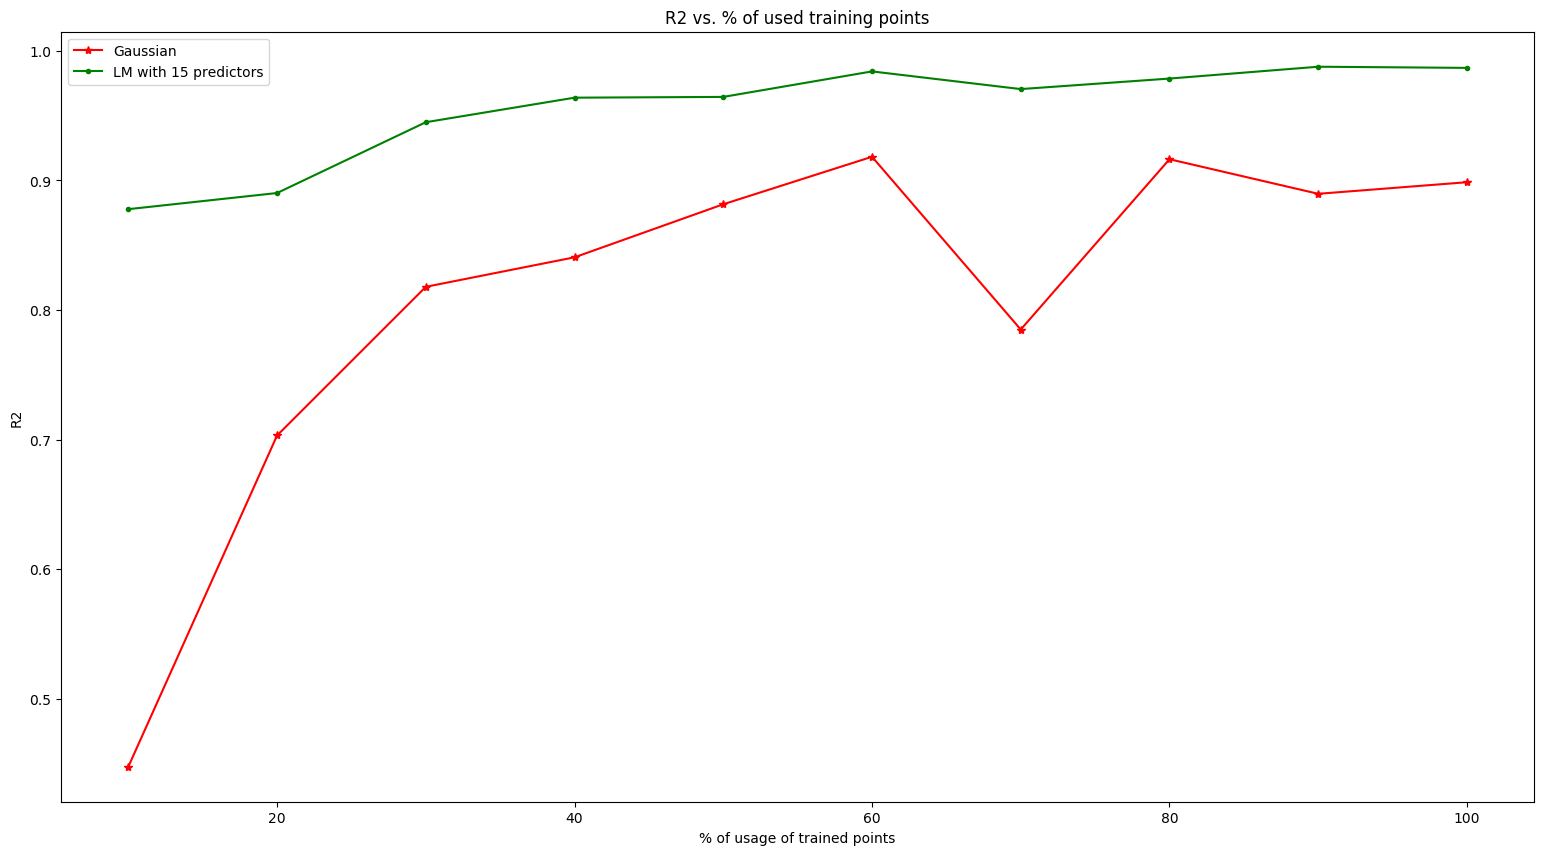 R2 vs. % of used training points
Gaussian
LM with 15 predictors
1.0
0.9
0.8
0.7
0.6
0.5
R2
20
40
60
80
100
% of usage of trained points